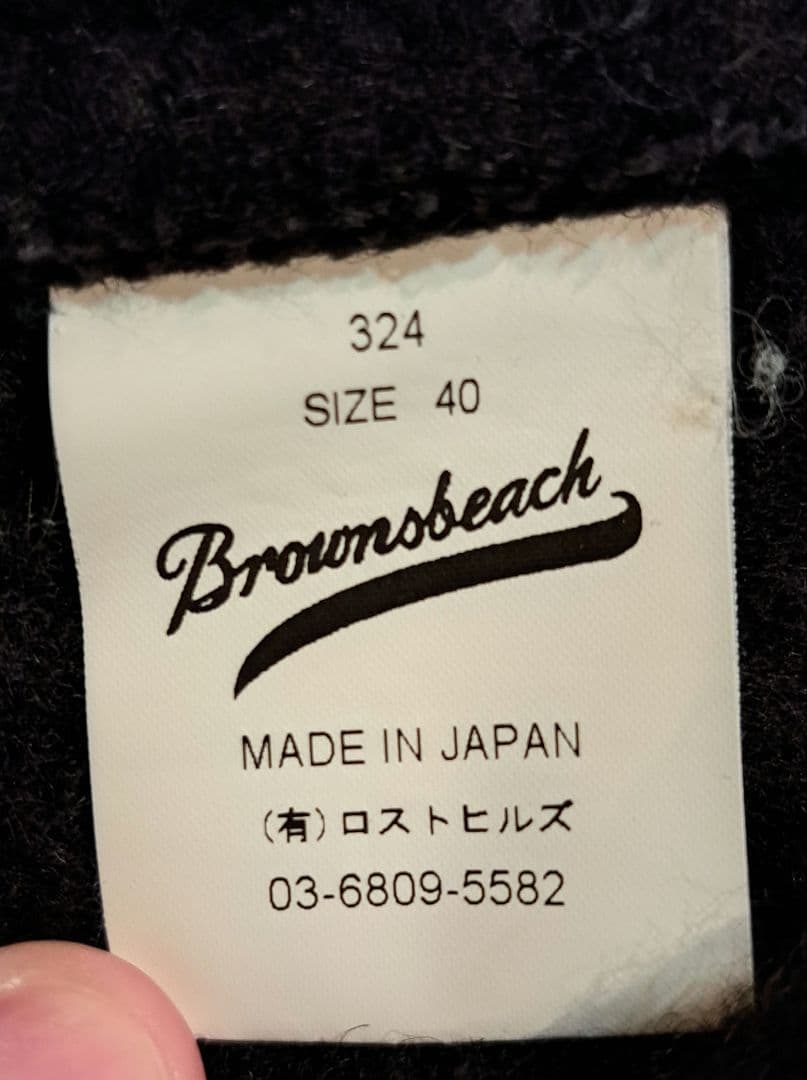 324
SIZE 40
Brownsbeach
MADE IN JAPAN
(有)ロストヒルズ
03-6809-5582